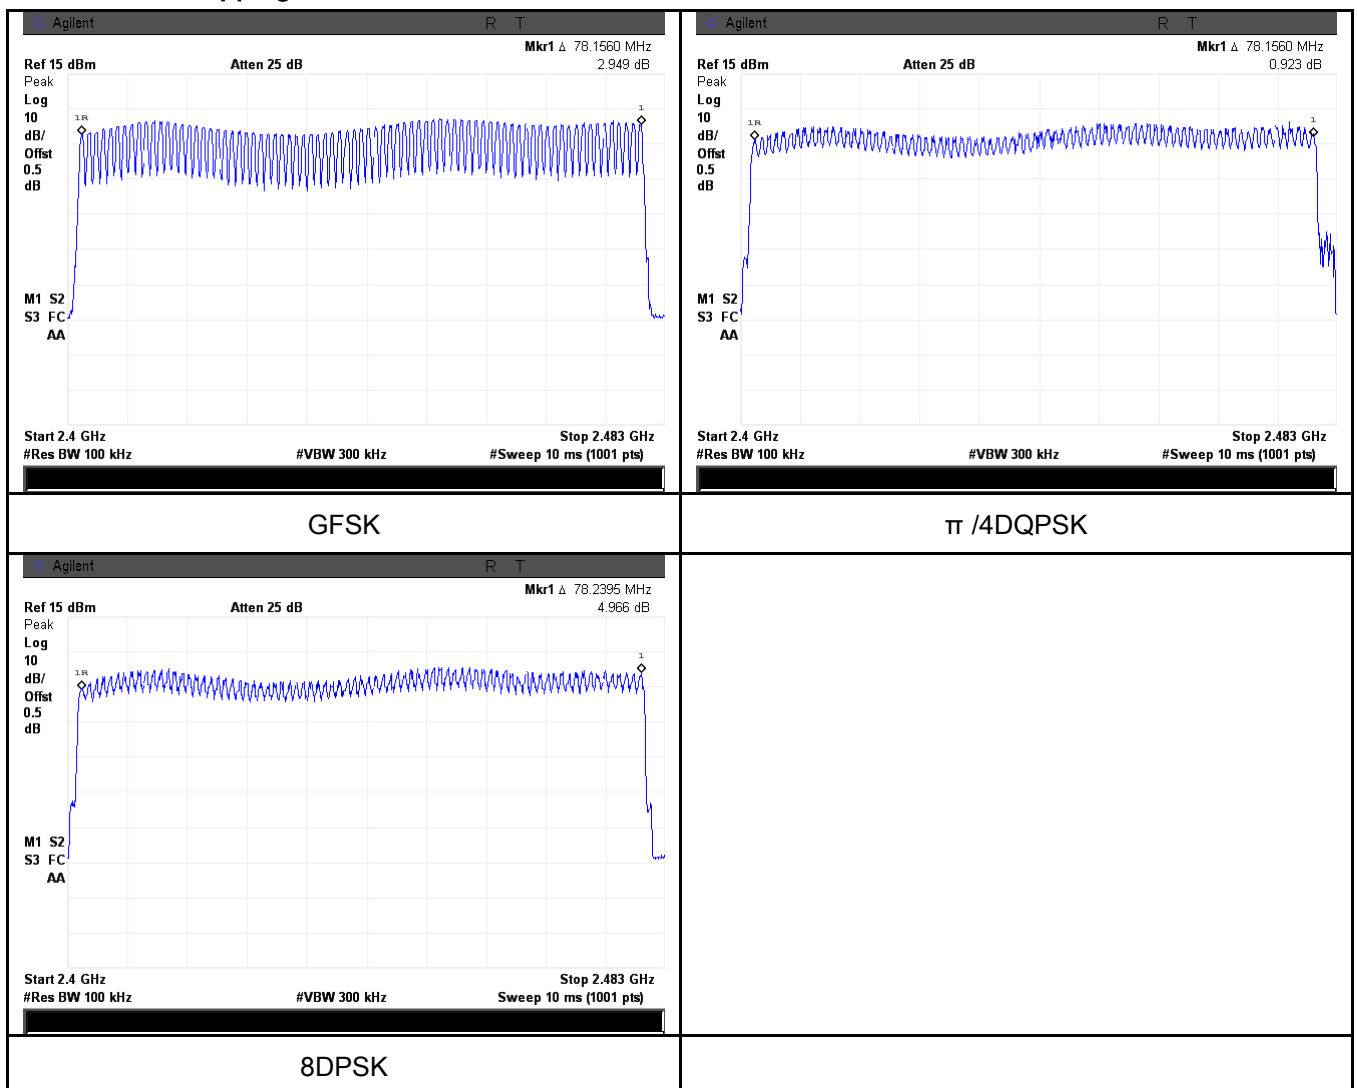 Agilent R T
Mkr1 Δ 78.1560 MHz
Ref 15 dBm Atten 25 dB 2.949 dB
Peak
Log
10
dB/
Offst
0.5
dB
1R
1
M1 S2
S3 FC
AA
Start 2.4 GHz Stop 2.483 GHz
#Res BW 100 kHz #VBW 300 kHz #Sweep 10 ms (1001 pts)
GFSK
Agilent R T
Mkr1 Δ 78.1560 MHz
Ref 15 dBm Atten 25 dB 0.923 dB
Peak
Log
10
dB/
Offst
0.5
dB
1R
1
M1 S2
S3 FC
AA
Start 2.4 GHz Stop 2.483 GHz
#Res BW 100 kHz #VBW 300 kHz #Sweep 10 ms (1001 pts)
π /4DQPSK
Agilent R T
Mkr1 Δ 78.2395 MHz
Ref 15 dBm Atten 25 dB 4.966 dB
Peak
Log
10
dB/
Offst
0.5
dB
1R
1
M1 S2
S3 FC
AA
Start 2.4 GHz Stop 2.483 GHz
#Res BW 100 kHz #VBW 300 kHz Sweep 10 ms (1001 pts)
8DPSK